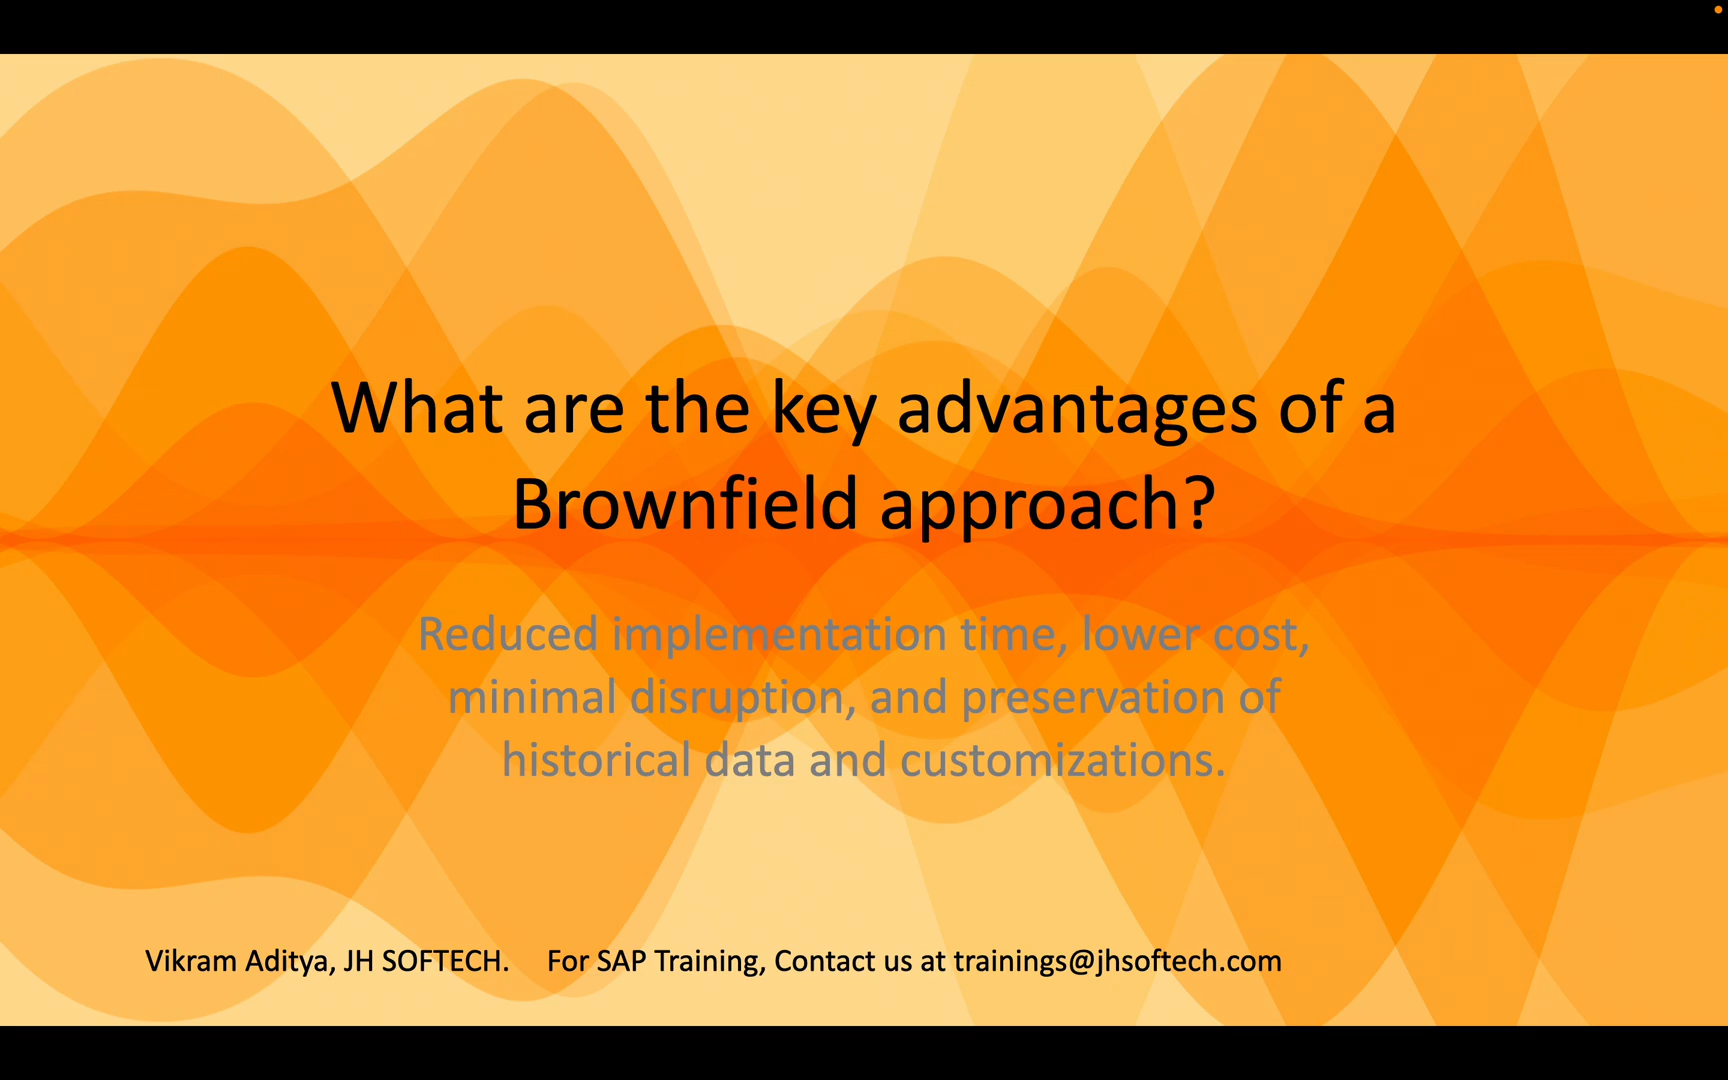 What are the key advantages of a
Brownfield approach?
Reduced implementation time, lower cost,
minimal disruption, and preservation of
historical data and customizations.
Vikram Aditya, JH SOFTECH. For SAP Training, Contact us at trainings@jhsoftech.com